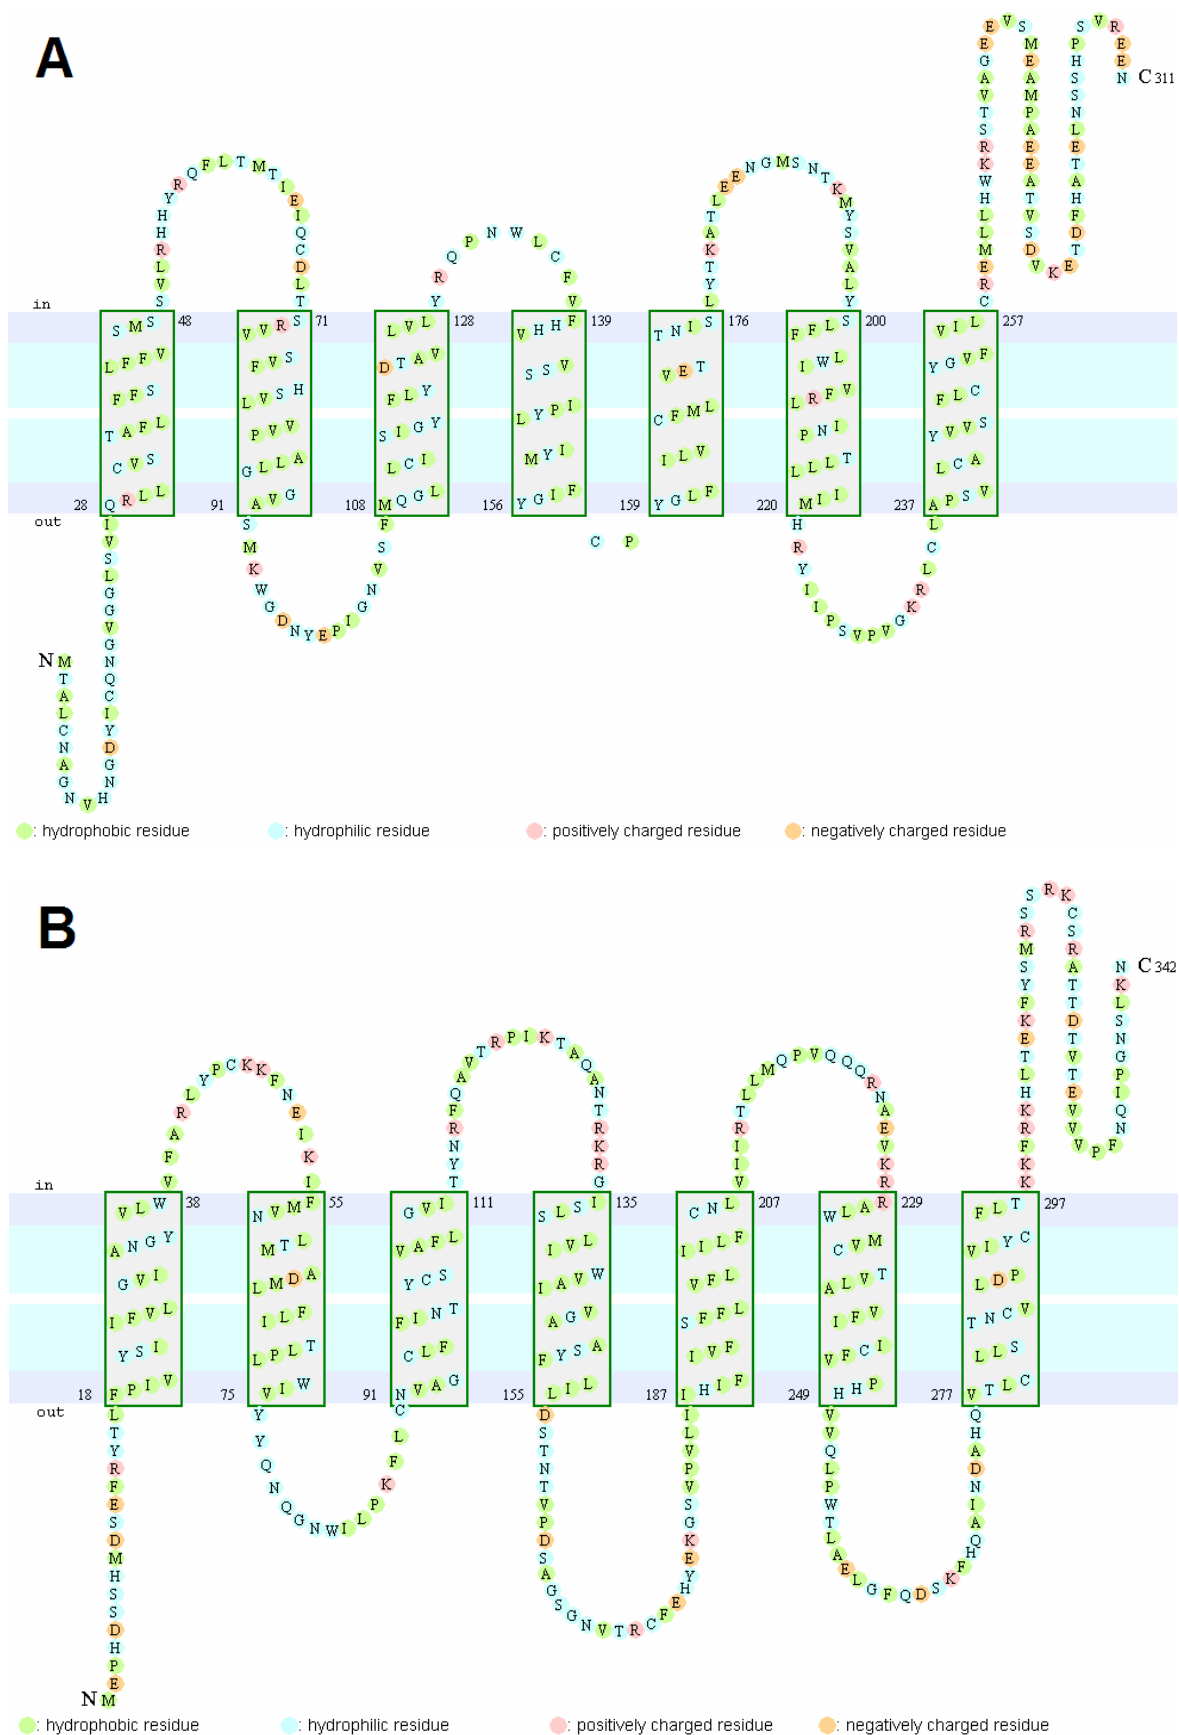 A
S V L R H H Y R Q F L T M T I E I Q C D L T
Y R Q P N W L C F V
L Y T K A T L E E N G M S N T K M Y S V A L Y
C R E M L L H W K R S T V A G E E V S M E A M P A E E A T V S D V K E T D F H A T E L N S S H P S V R E E N C 311
in
S M S 48
L F F V
F F S
T A F L
C V S
28 Q R L L
V V R S 71
F V S
L V S H
P V V
G L L A
91 A V G
L V L 128
D T A V
F L Y
S I G Y
L C I
108 M Q G L
V H H F 139
S S V
L Y P I
M Y I
156 Y G I F
T N I S 176
V E T
C F M L
I L V
159 Y G L F
F F L S 200
I W L
L R F V
P N I
L L L T
220 M I I
V I L 257
Y G V F
F L C
Y V V S
L C A
237 A P S V
out
N M T A L C N A G N V H N G D Y I C Q N G V G G L S V I
S M K W G D N Y E P I G N V S F
C P
H R Y I I P S V P V G K R L C L
: hydrophobic residue : hydrophilic residue : positively charged residue : negatively charged residue
B
V F A R L Y P C K K F N E I K I
T Y N R F Q A V T R P I K T A Q A N T R K R G
V I I R T L L M Q P V Q Q Q R N A E V K R
K K F R K H L T E K F Y S M R S S R K C S R A T T D T V T E V V V P F N Q I P G N S L K N C 342
in
V L W 38
A N G Y
G V I
I F V L
Y S I
18 F P I V
N V M F 55
M T L
L M D A
I L F
L P L T
75 V I W
G V I 111
V A F L
Y C S
F I N T
C L F
91 N V A G
S L S I 135
I V L
I A V W
A G V
F Y S A
155 L I L
C N L 207
I I L F
V F L
S F F L
F V I
187 I H I F
W L A R 229
C V M
A L V T
I F V
V F C I
249 H H P
F L T 297
V I Y C
L D P
T N C V
L L S
277 V T L C
out
N M E P H D S S H M D S E F R Y T L
Y Y Q N Q G N W I L P K F L C
D S T N T V P D S A G S G N V T R C F E H Y E K G S V P V L I
V V Q L P W T L A E L G F Q D S K F H Q A I N D A H Q
: hydrophobic residue : hydrophilic residue : positively charged residue : negatively charged residue